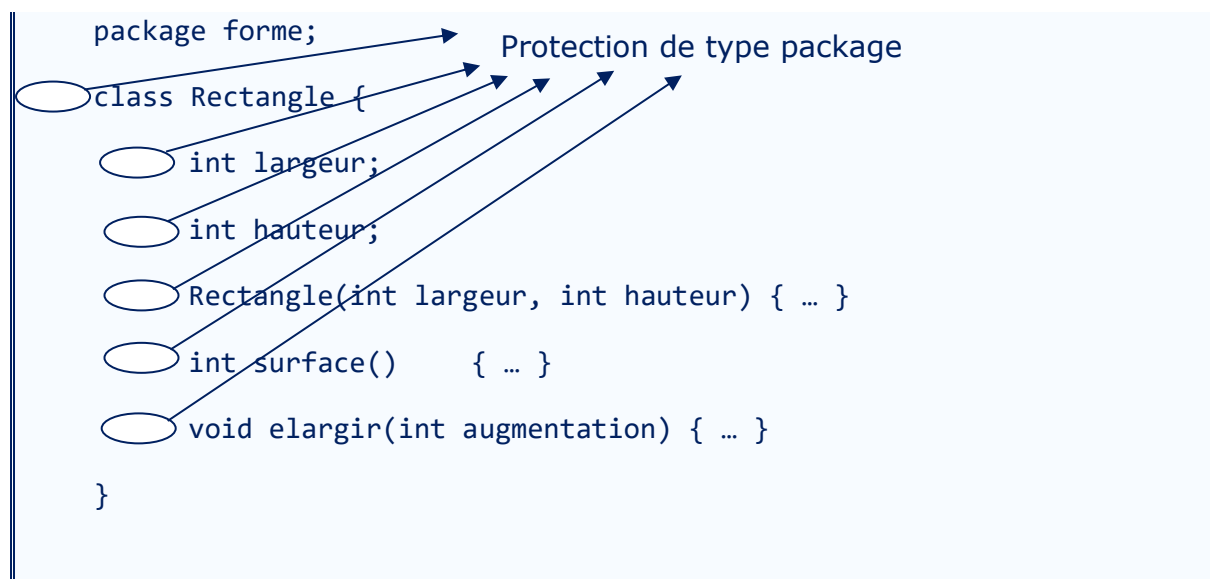 package forme;
Protection de type package
class Rectangle {
int largeur;
int hauteur;
Rectangle(int largeur, int hauteur) { … }
int surface() { … }
void elargir(int augmentation) { … }
}